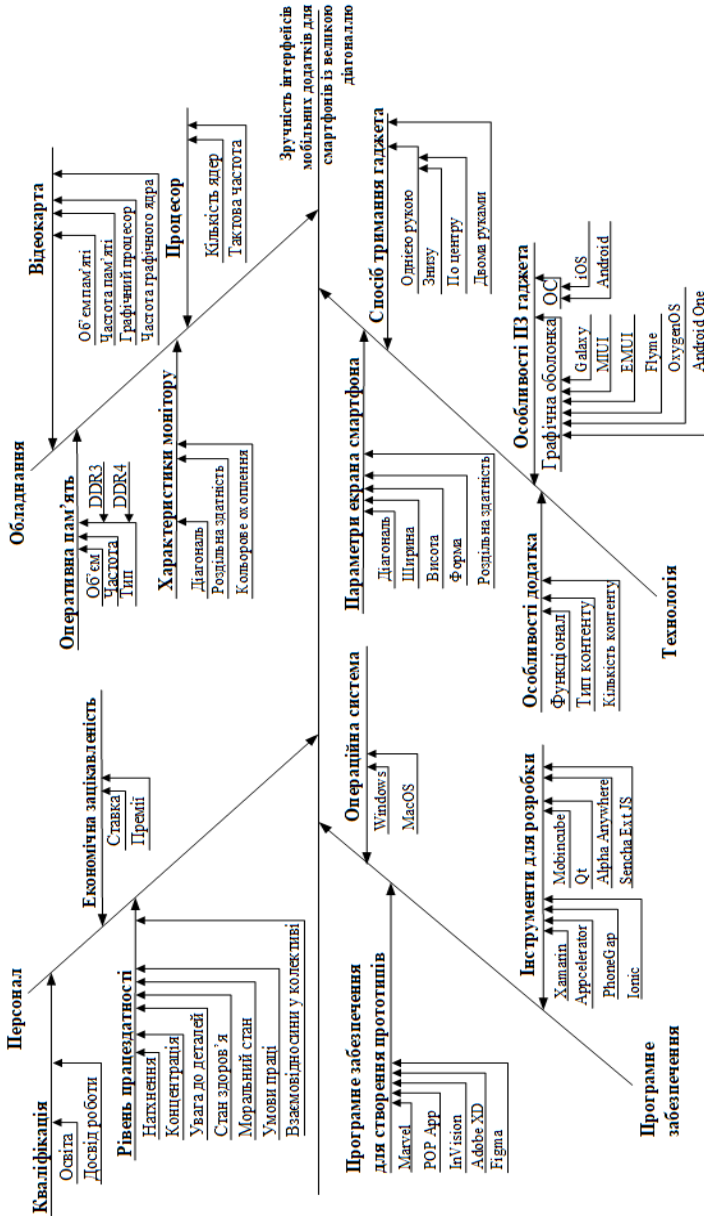 Персонал
Кваліфікація
Освіта
Досвід роботи
Економічна зацікавленість
Ставка
Премії
Рівень працездатності
Натхнення
Концентрація
Увага до деталей
Стан здоров'я
Моральний стан
Умови праці
Взаємовідносини у колективі
Обладнання
Оперативна пам'ять
Об'єм
Частота
Тип
DDR3
DDR4
Відеокарта
Об'єм пам'яті
Частота пам'яті
Графічний процесор
Частота графічного ядра
Характеристики монітору
Діагональ
Роздільна здатність
Кольорове охоплення
Процесор
Кількість ядер
Тактова частота
Зручність інтерфейсів
мобільних додатків для
смартфонів із великою
діагоналлю
Програмне забезпечення
для створення прототипів
Marvel
POP App
InVision
Adobe XD
Figma
Операційна система
Windows
MacOS
Інструменти для розробки
Xamarin
Appcelerator
PhoneGap
Ionic
Mobincube
Qt
Alpha Anywhere
Sencha Ext JS
Програмне
забезпечення
Параметри екрана смартфона
Діагональ
Ширина
Висота
Форма
Роздільна здатність
Спосіб тримання гаджета
Однією рукою
Знизу
По центру
Двома руками
Особливості додатка
Функціонал
Тип контенту
Кількість контенту
Особливості ПЗ гаджета
Графічна оболонка
Galaxy
MIUI
EMUI
Flyme
OxygenOS
Android One
ОС
iOS
Android
Технологія